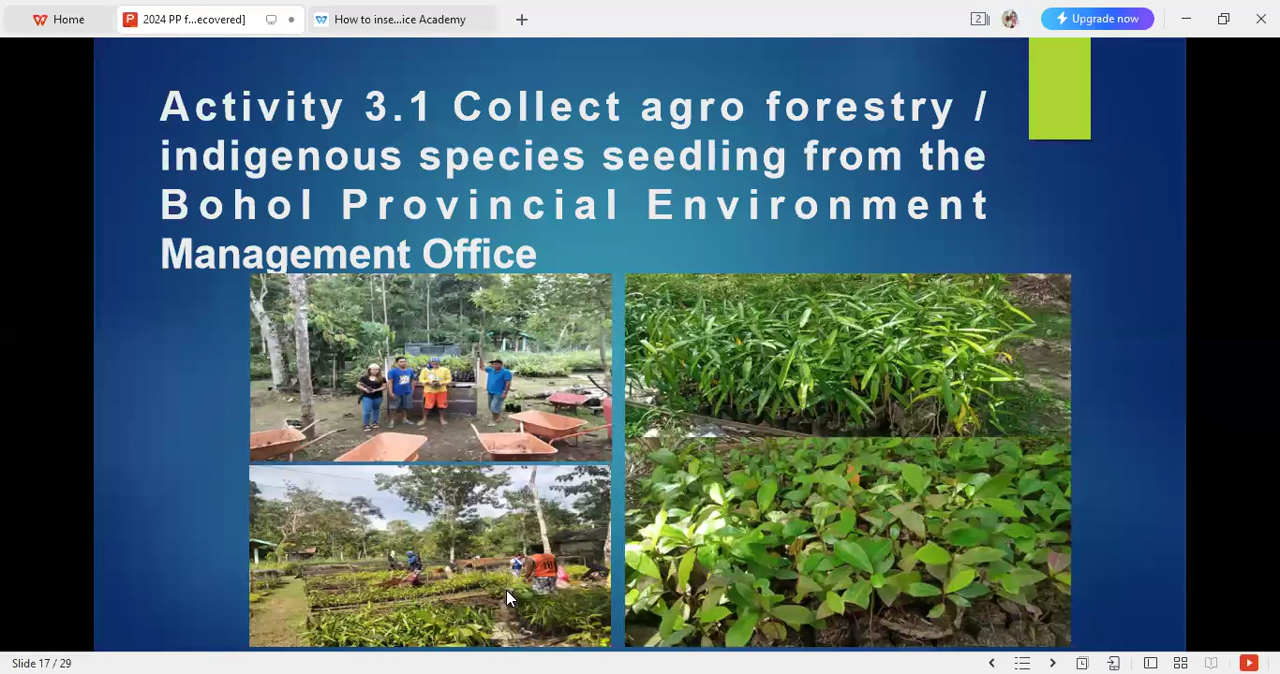 Home
2024 PP f...ecovered]
How to inse...ice Academy
2
Upgrade now
Activity 3.1 Collect agro forestry /
indigenous species seedling from the
Bohol Provincial Environment
Management Office
Slide 17 / 29